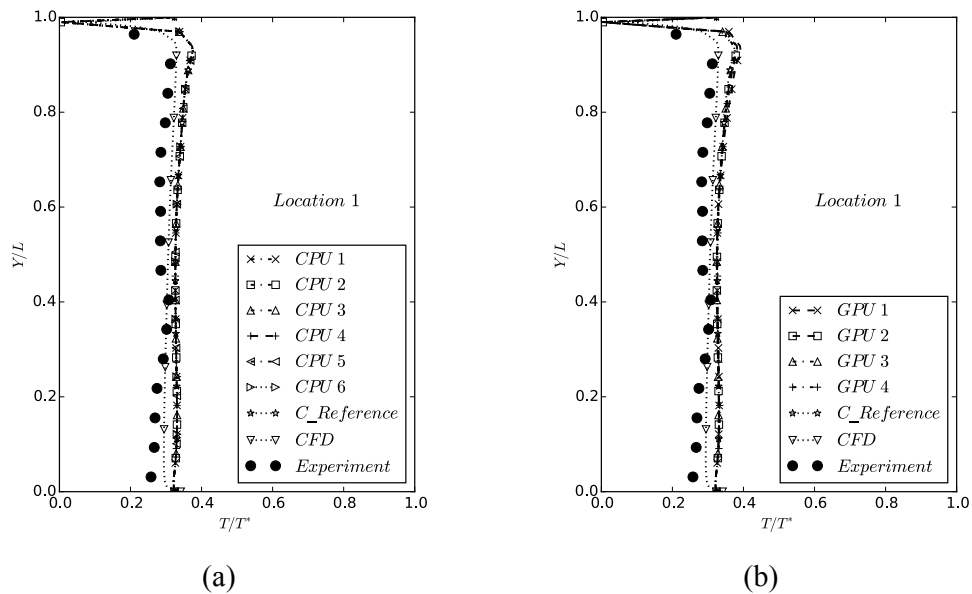 1.0
0.8
0.6
0.4
0.2
0.0
Y/L
Location 1
CPU 1
CPU 2
CPU 3
CPU 4
CPU 5
CPU 6
C_Reference
CFD
Experiment
0.0 0.2 0.4 0.6 0.8 1.0
T/T*
(a)
1.0
0.8
0.6
0.4
0.2
0.0
Y/L
Location 1
GPU 1
GPU 2
GPU 3
GPU 4
C_Reference
CFD
Experiment
0.0 0.2 0.4 0.6 0.8 1.0
T/T*
(b)